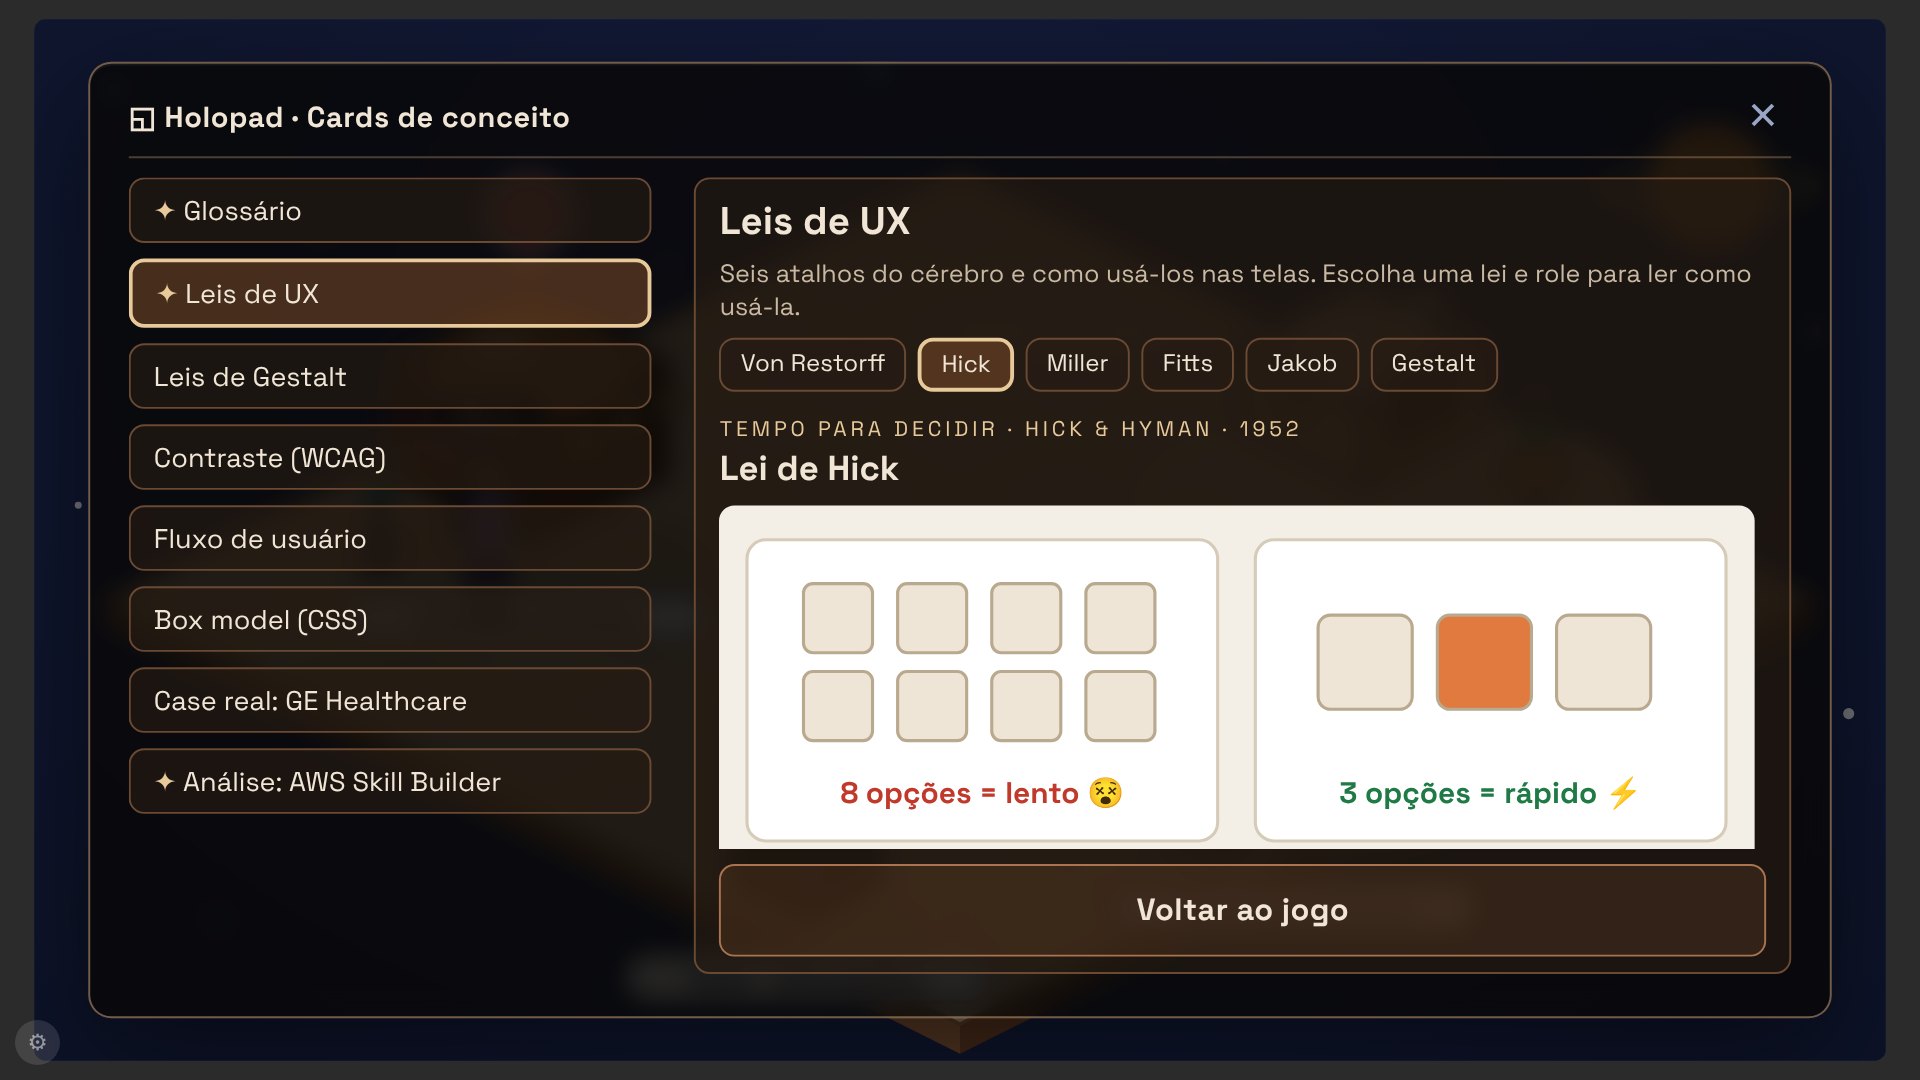 Holopad · Cards de conceito
✕
✦ Glossário
✦ Leis de UX
Leis de Gestalt
Contraste (WCAG)
Fluxo de usuário
Box model (CSS)
Case real: GE Healthcare
✦ Análise: AWS Skill Builder
Leis de UX
Seis atalhos do cérebro e como usá-los nas telas. Escolha uma lei e role para ler como
usá-la.
Von Restorff Hick Miller Fitts Jakob Gestalt
TEMPO PARA DECIDIR · HICK & HYMAN · 1952
Lei de Hick
8 opções = lento 😵
3 opções = rápido ⚡
Voltar ao jogo